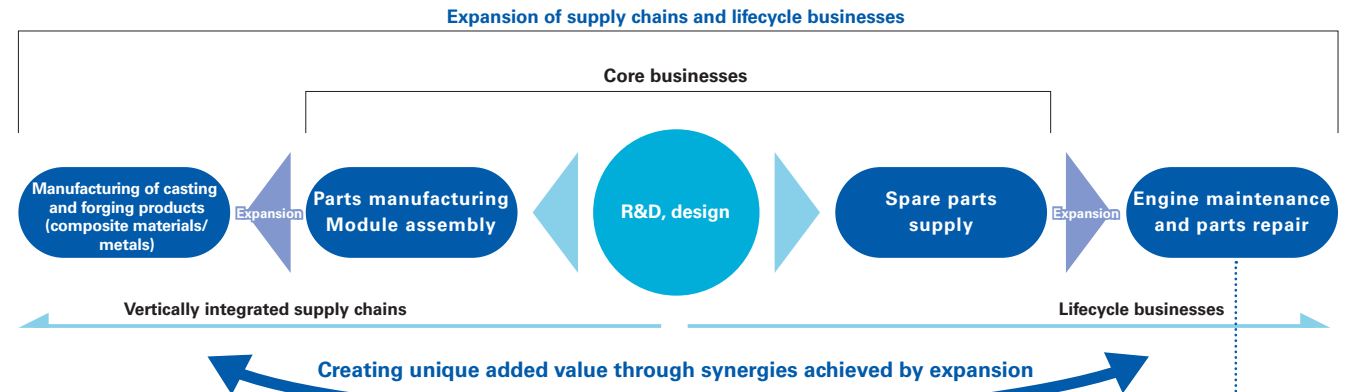 Expansion of supply chains and lifecycle businesses
Core businesses
Manufacturing of casting
and forging products
(composite materials/
metals)
Expansion
Parts manufacturing
Module assembly
R&D, design
Spare parts
supply
Expansion
Engine maintenance
and parts repair
Vertically integrated supply chains
Lifecycle businesses
Creating unique added value through synergies achieved by expansion